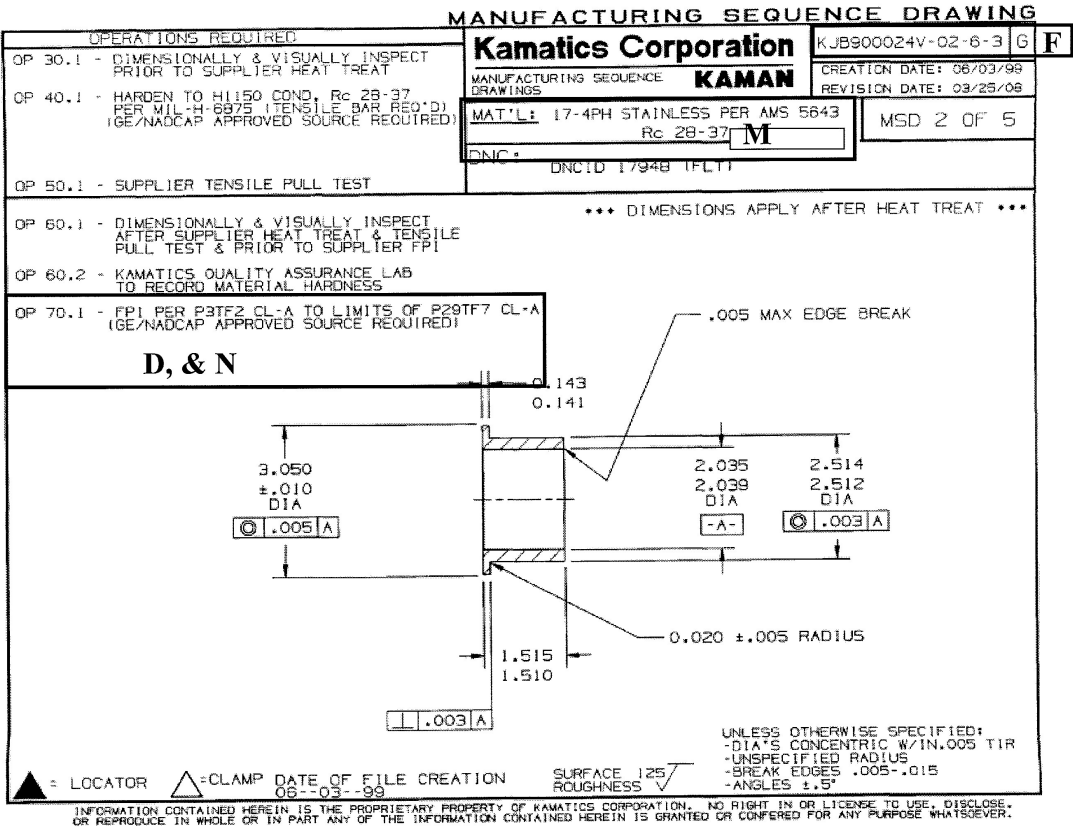 MANUFACTURING SEQUENCE DRAWING
OPERATIONS REQUIRED
OP 30.1 - DIMENSIONALLY & VISUALLY INSPECT
PRIOR TO SUPPLIER HEAT TREAT
OP 40.1 - HARDEN TO H1150 COND, Rc 28-37
PER MIL-H-6875 (TENSILE BAR REQ'D)
(GE/NADCAP APPROVED SOURCE REQUIRED)
OP 50.1 - SUPPLIER TENSILE PULL TEST
Kamatics Corporation
MANUFACTURING SEQUENCE
DRAWINGS
KAMAN
KJB900024V-02-6-3 G F
CREATION DATE: 06/03/99
REVISION DATE: 03/25/08
MAT'L: 17-4PH STAINLESS PER AMS 5643
Rc 28-37 M
MSD 2 OF 5
DNC:
DNCID 17948 (FLT)
OP 60.1 - DIMENSIONALLY & VISUALLY INSPECT
AFTER SUPPLIER HEAT TREAT & TENSILE
PULL TEST & PRIOR TO SUPPLIER FPI
OP 60.2 - KAMATICS QUALITY ASSURANCE LAB
TO RECORD MATERIAL HARDNESS
OP 70.1 - FPI PER P3TF2 CL-A TO LIMITS OF P29TF7 CL-A
(GE/NADCAP APPROVED SOURCE REQUIRED)
D, & N
*** DIMENSIONS APPLY AFTER HEAT TREAT ***
.005 MAX EDGE BREAK
0.143
0.141
3.050
±.010
DIA
◎ .005 A
2.035
2.039
DIA
-A-
2.514
2.512
DIA
◎ .003 A
0.020 ±.005 RADIUS
1.515
1.510
⊥ .003 A
UNLESS OTHERWISE SPECIFIED:
-DIA'S CONCENTRIC W/IN.005 TIR
-UNSPECIFIED RADIUS
-BREAK EDGES .005-.015
-ANGLES ±.5°
= LOCATOR
=CLAMP
DATE OF FILE CREATION
06--03--99
SURFACE 125
ROUGHNESS
INFORMATION CONTAINED HEREIN IS THE PROPRIETARY PROPERTY OF KAMATICS CORPORATION. NO RIGHT IN OR LICENSE TO USE, DISCLOSE,
OR REPRODUCE IN WHOLE OR IN PART ANY OF THE INFORMATION CONTAINED HEREIN IS GRANTED OR CONFERED FOR ANY PURPOSE WHATSOEVER.